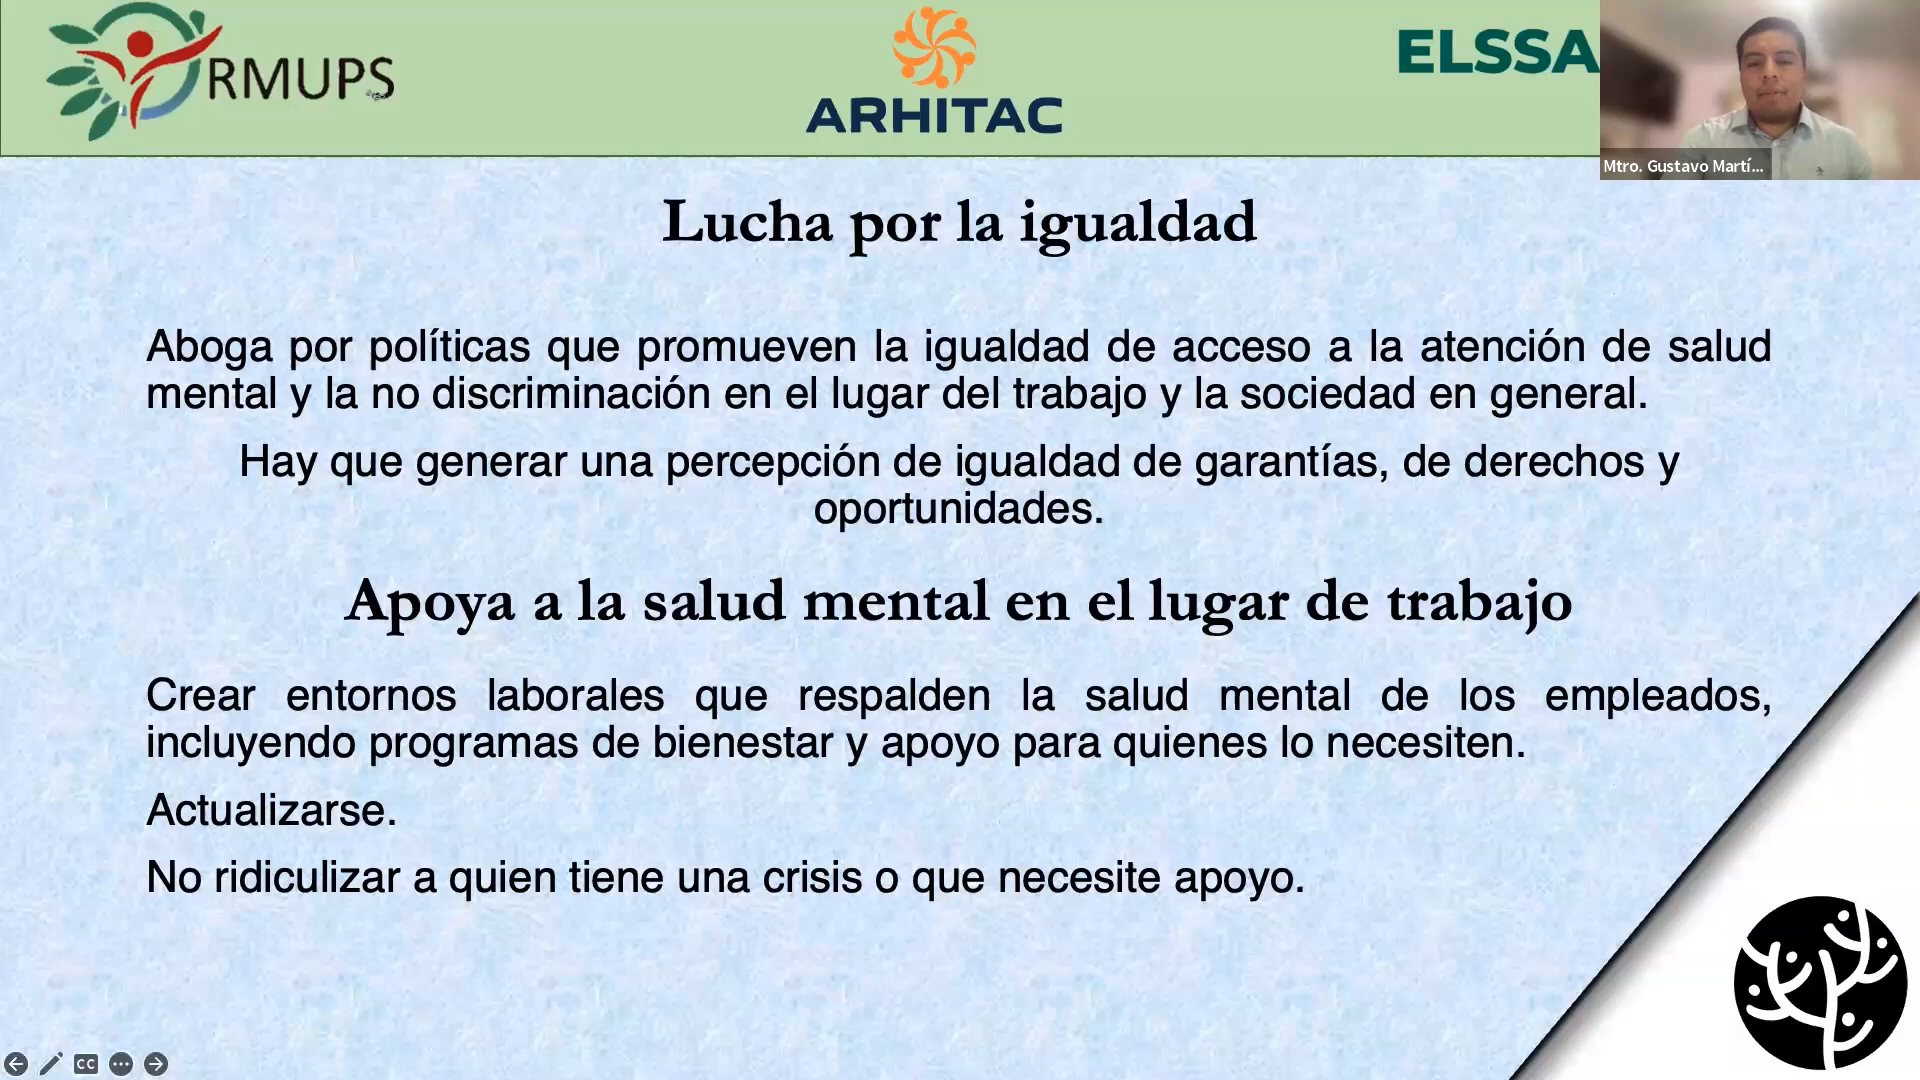 RMUPS
ARHITAC
ELSSA
Mtro. Gustavo Martí...
Lucha por la igualdad
Aboga por políticas que promueven la igualdad de acceso a la atención de salud
mental y la no discriminación en el lugar del trabajo y la sociedad en general.
Hay que generar una percepción de igualdad de garantías, de derechos y
oportunidades.
Apoya a la salud mental en el lugar de trabajo
Crear entornos laborales que respalden la salud mental de los empleados,
incluyendo programas de bienestar y apoyo para quienes lo necesiten.
Actualizarse.
No ridiculizar a quien tiene una crisis o que necesite apoyo.
CC